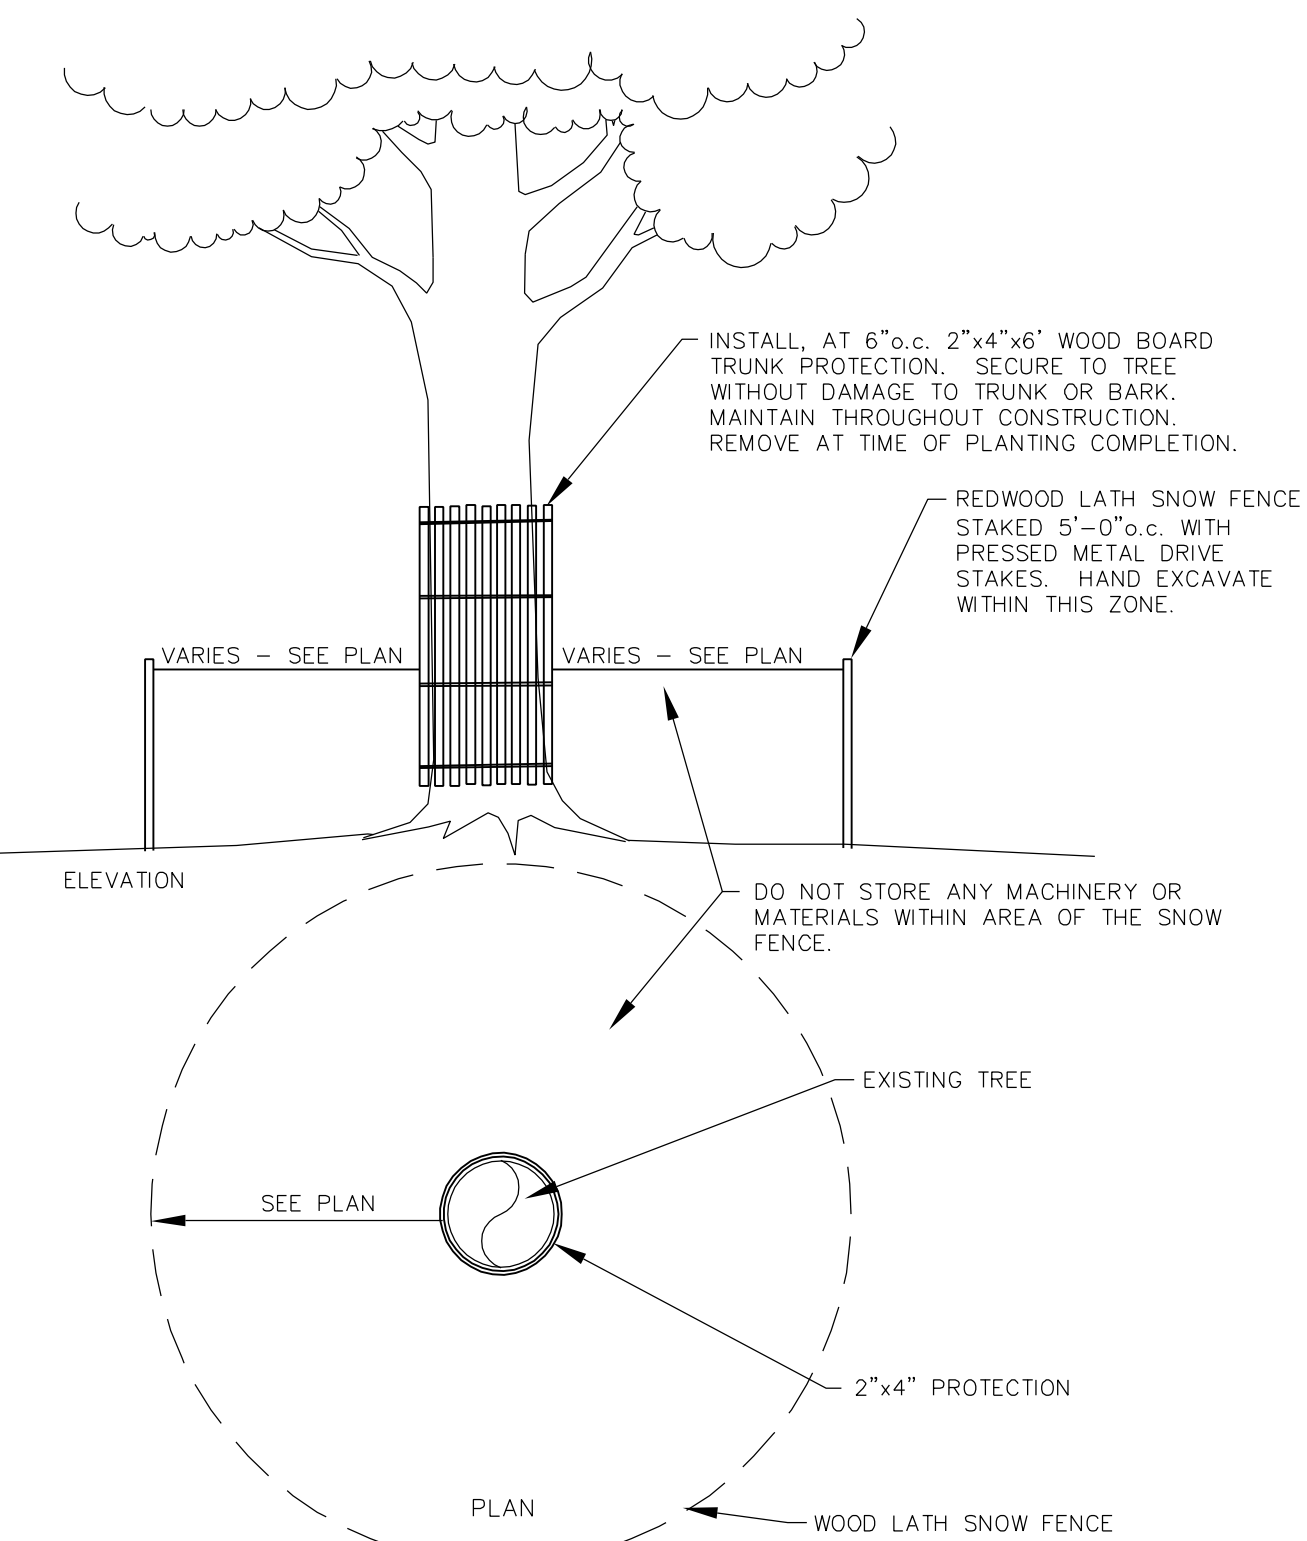 INSTALL, AT 6”o.c. 2”x4”x6’ WOOD BOARD
TRUNK PROTECTION. SECURE TO TREE
WITHOUT DAMAGE TO TRUNK OR BARK.
MAINTAIN THROUGHOUT CONSTRUCTION.
REMOVE AT TIME OF PLANTING COMPLETION.
REDWOOD LATH SNOW FENCE
STAKED 5’–0”o.c. WITH
PRESSED METAL DRIVE
STAKES. HAND EXCAVATE
WITHIN THIS ZONE.
VARIES – SEE PLAN
VARIES – SEE PLAN
ELEVATION
DO NOT STORE ANY MACHINERY OR
MATERIALS WITHIN AREA OF THE SNOW
FENCE.
EXISTING TREE
SEE PLAN
2”x4” PROTECTION
PLAN
WOOD LATH SNOW FENCE